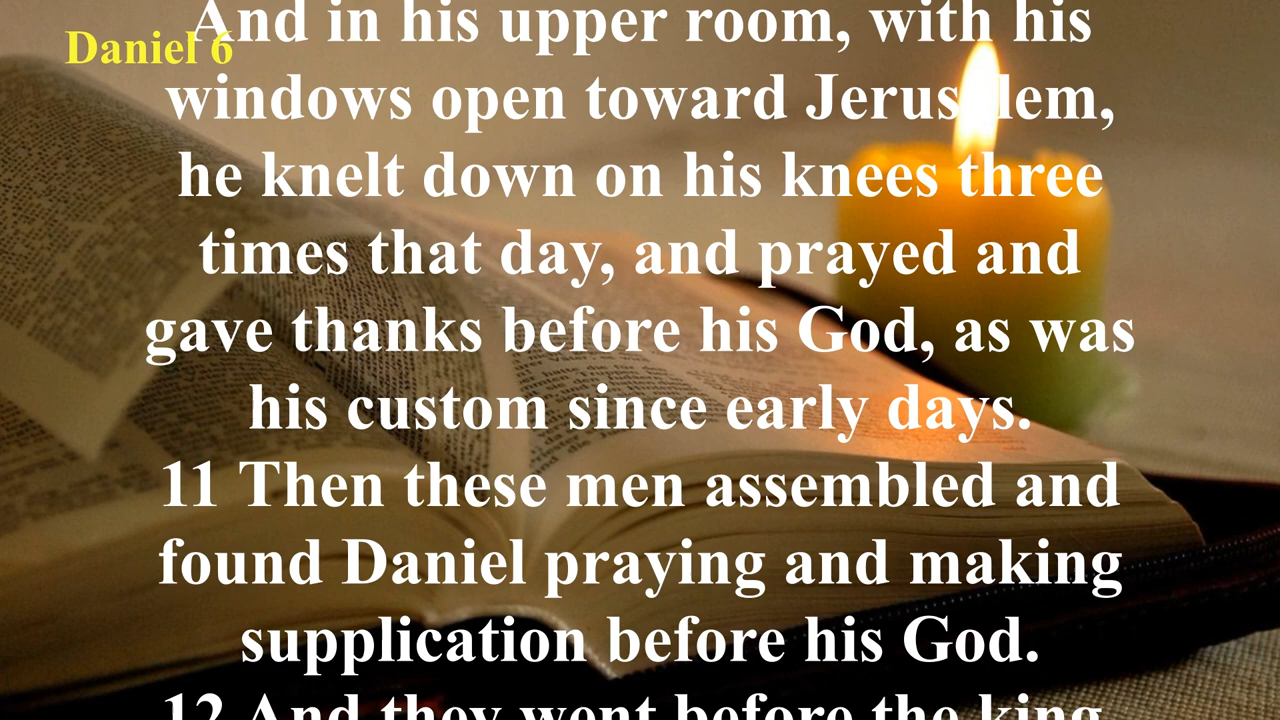 Daniel 6
And in his upper room, with his
windows open toward Jerusalem,
he knelt down on his knees three
times that day, and prayed and
gave thanks before his God, as was
his custom since early days.
11 Then these men assembled and
found Daniel praying and making
supplication before his God.
12 And they went before the king,